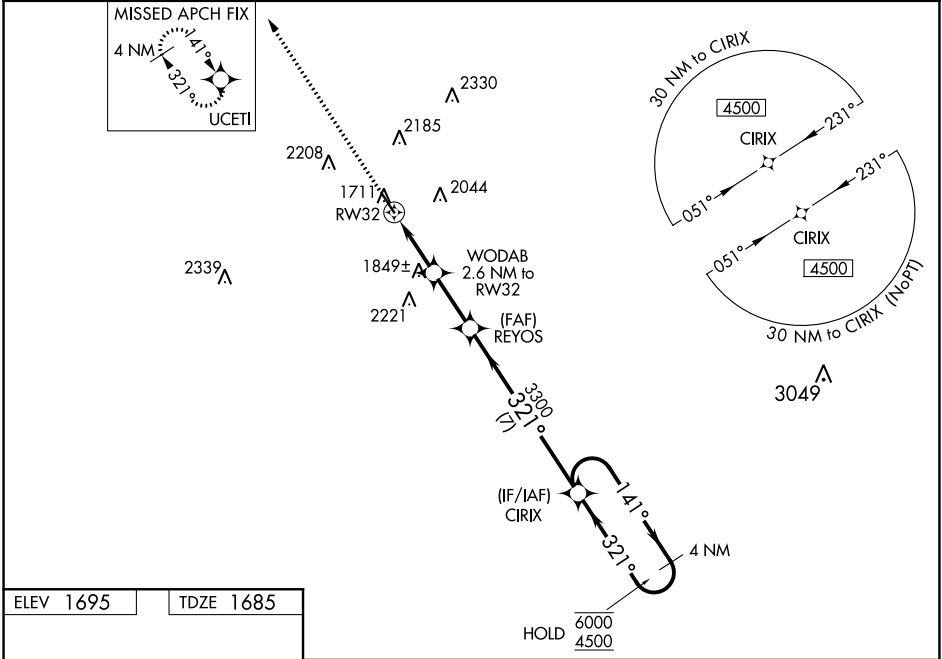 MISSED APCH FIX
4 NM
141°
321°
UCETI
2330
2185
2208
1711
RW32
2044
2339
1849±
WODAB
2.6 NM to
RW32
2221
(FAF)
REYOS
3300
321°
(7)
(IF/IAF)
CIRIX
141°
321°
4 NM
HOLD
6000
4500
30 NM to CIRIX
4500
CIRIX
231°
051°
231°
CIRIX
051°
4500
30 NM to CIRIX (NoPT)
3049
ELEV 1695
TDZE 1685